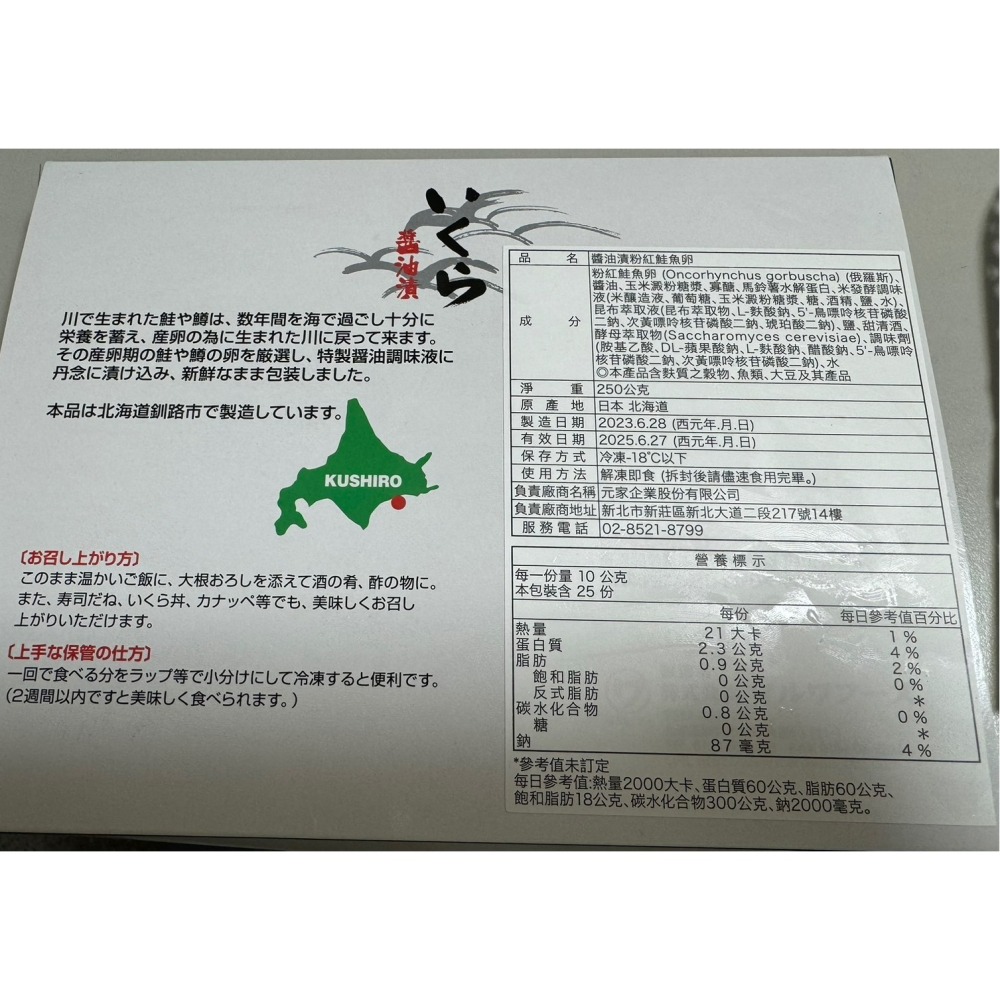 いくら
醤油漬
川で生まれた鮭や鱒は、数年間を海で過ごし十分に
栄養を蓄え、産卵の為に生まれた川に戻って来ます。
その産卵期の鮭や鱒の卵を厳選し、特製醤油調味液に
丹念に漬け込み、新鮮なまま包装しました。
本品は北海道釧路市で製造しています。
KUSHIRO
〔お召し上がり方〕
このまま温かいご飯に、大根おろしを添えて酒の肴、酢の物に。
また、寿司だね、いくら丼、カナッペ等でも、美味しくお召し
上がりいただけます。
〔上手な保管の仕方〕
一回で食べる分をラップ等で小分けにして冷凍すると便利です。
(2週間以内ですと美味しく食べられます。)
品名 醬油漬粉紅鮭魚卵
成分 粉紅鮭魚卵 (Oncorhynchus gorbuscha) (俄羅斯)、
醬油、玉米澱粉糖漿、寡醣、馬鈴薯水解蛋白、米發酵調味
液(米釀造液、葡萄糖、玉米澱粉糖漿、糖、酒精、鹽、水)、
昆布萃取液(昆布萃取物、L-麩酸鈉、5'-鳥嘌呤核苷磷酸
二鈉、次黃嘌呤核苷磷酸二鈉、琥珀酸二鈉)、鹽、甜清酒、
酵母萃取物(Saccharomyces cerevisiae)、調味劑
(胺基乙酸、DL-蘋果酸鈉、L-麩酸鈉、醋酸鈉、5'-鳥嘌呤
核苷磷酸二鈉、次黃嘌呤核苷磷酸二鈉)、水
◎本產品含麩質之穀物、魚類、大豆及其產品
淨重 250公克
原產地 日本 北海道
製造日期 2023.6.28 (西元年.月.日)
有效日期 2025.6.27 (西元年.月.日)
保存方式 冷凍-18℃以下
使用方法 解凍即食 (拆封後請儘速食用完畢。)
負責廠商名稱 元家企業股份有限公司
負責廠商地址 新北市新莊區新北大道二段217號14樓
服務電話 02-8521-8799
營養標示
每一份量 10 公克
本包裝含 25 份
每份 每日參考值百分比
熱量 21 大卡 1 %
蛋白質 2.3 公克 4 %
脂肪 0.9 公克 2 %
飽和脂肪 0 公克 0 %
反式脂肪 0 公克 *
碳水化合物 0.8 公克 0 %
糖 0 公克 *
鈉 87 毫克 4 %
*參考值未訂定
每日參考值:熱量2000大卡、蛋白質60公克、脂肪60公克、
飽和脂肪18公克、碳水化合物300公克、鈉2000毫克。